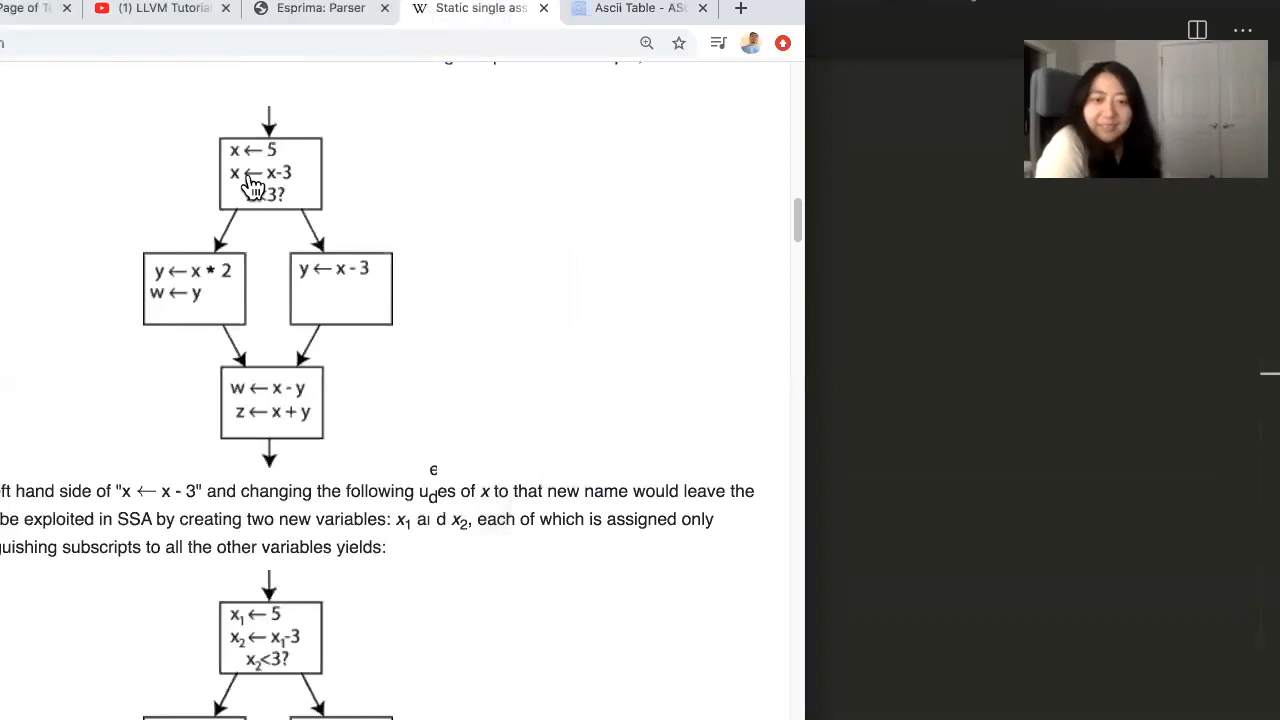 Page of T
(1) LLVM Tutoria
Esprima: Parser
Static single ass
Ascii Table - AS
x ← 5
x ← x-3
<3?
y ← x * 2
w ← y
y ← x - 3
w ← x - y
z ← x + y
e
ft hand side of "x ← x - 3" and changing the following u es of x to that new name would leave the
d
be exploited in SSA by creating two new variables: x₁ a d x₂, each of which is assigned only
uishing subscripts to all the other variables yields:
x₁ ← 5
x₂ ← x₁-3
x₂<3?